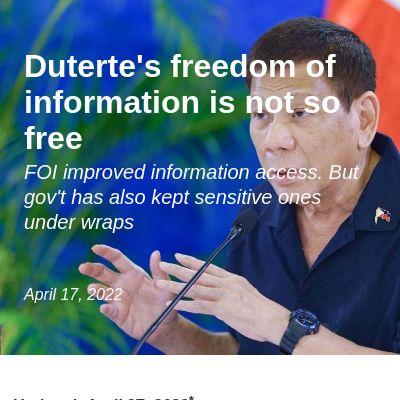 Duterte's freedom of
information is not so
free
FOI improved information access. But
gov't has also kept sensitive ones
under wraps
April 17, 2022